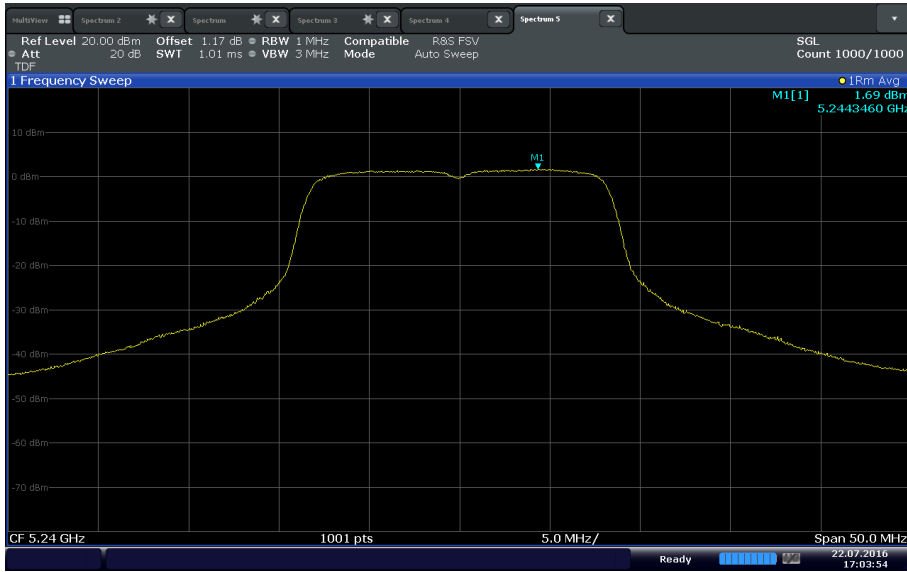 MultiView Spectrum 2 X Spectrum X Spectrum 3 X Spectrum 4 X Spectrum 5 X
Ref Level 20.00 dBm Offset 1.17 dB RBW 1 MHz Compatible R&S FSV SGL
Att 20 dB SWT 1.01 ms VBW 3 MHz Mode Auto Sweep Count 1000/1000
TDF
1 Frequency Sweep 1Rm Avg
M1[1] 1.69 dBm
5.2443460 GHz
10 dBm
M1
0 dBm
-10 dBm
-20 dBm
-30 dBm
-40 dBm
-50 dBm
-60 dBm
-70 dBm
CF 5.24 GHz 1001 pts 5.0 MHz/ Span 50.0 MHz
Ready 22.07.2016
17:03:54